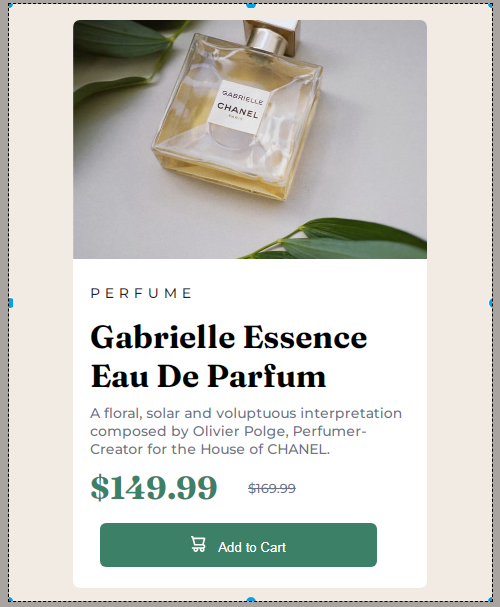 GABRIELLE
CHANEL
PARIS
PERFUME
Gabrielle Essence
Eau De Parfum
A floral, solar and voluptuous interpretation
composed by Olivier Polge, Perfumer-
Creator for the House of CHANEL.
$149.99 $169.99
Add to Cart